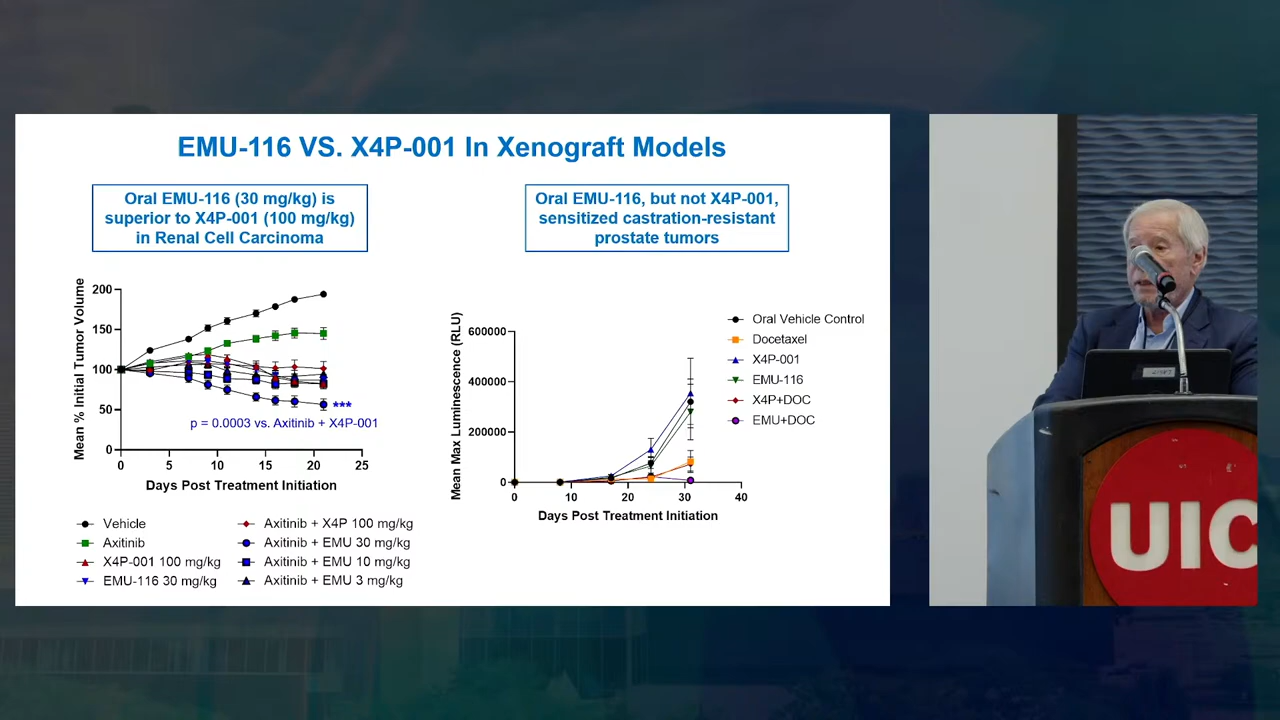 EMU-116 VS. X4P-001 In Xenograft Models
Oral EMU-116 (30 mg/kg) is
superior to X4P-001 (100 mg/kg)
in Renal Cell Carcinoma
Oral EMU-116, but not X4P-001,
sensitized castration-resistant
prostate tumors
Mean % Initial Tumor Volume
200
150
100
50
0
0 5 10 15 20 25
***
p = 0.0003 vs. Axitinib + X4P-001
Days Post Treatment Initiation
Vehicle
Axitinib
X4P-001 100 mg/kg
EMU-116 30 mg/kg
Axitinib + X4P 100 mg/kg
Axitinib + EMU 30 mg/kg
Axitinib + EMU 10 mg/kg
Axitinib + EMU 3 mg/kg
Mean Max Luminescence (RLU)
600000
400000
200000
0
0 10 20 30 40
Days Post Treatment Initiation
Oral Vehicle Control
Docetaxel
X4P-001
EMU-116
X4P+DOC
EMU+DOC
UIC